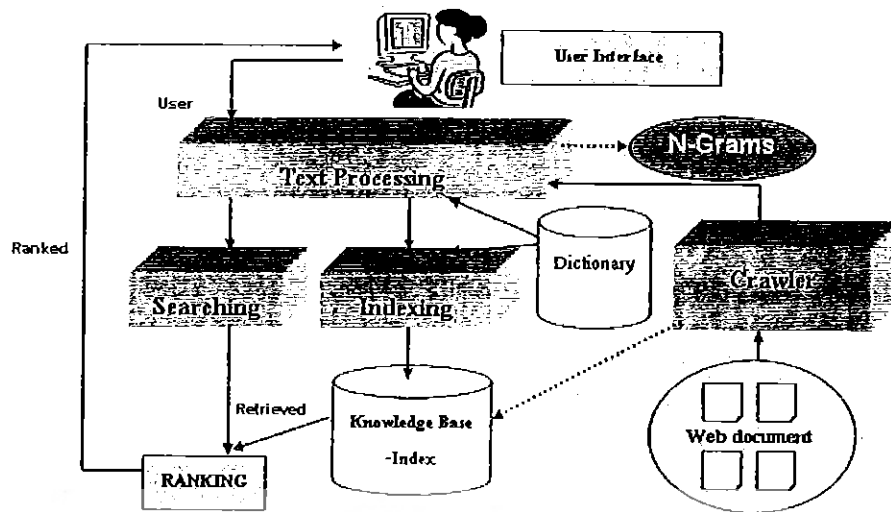 User Interface
User
N-Grams
Text Processing
Ranked
Dictionary
Crawler
Searching
Indexing
Retrieved
Knowledge Base
-Index
Web document
RANKING